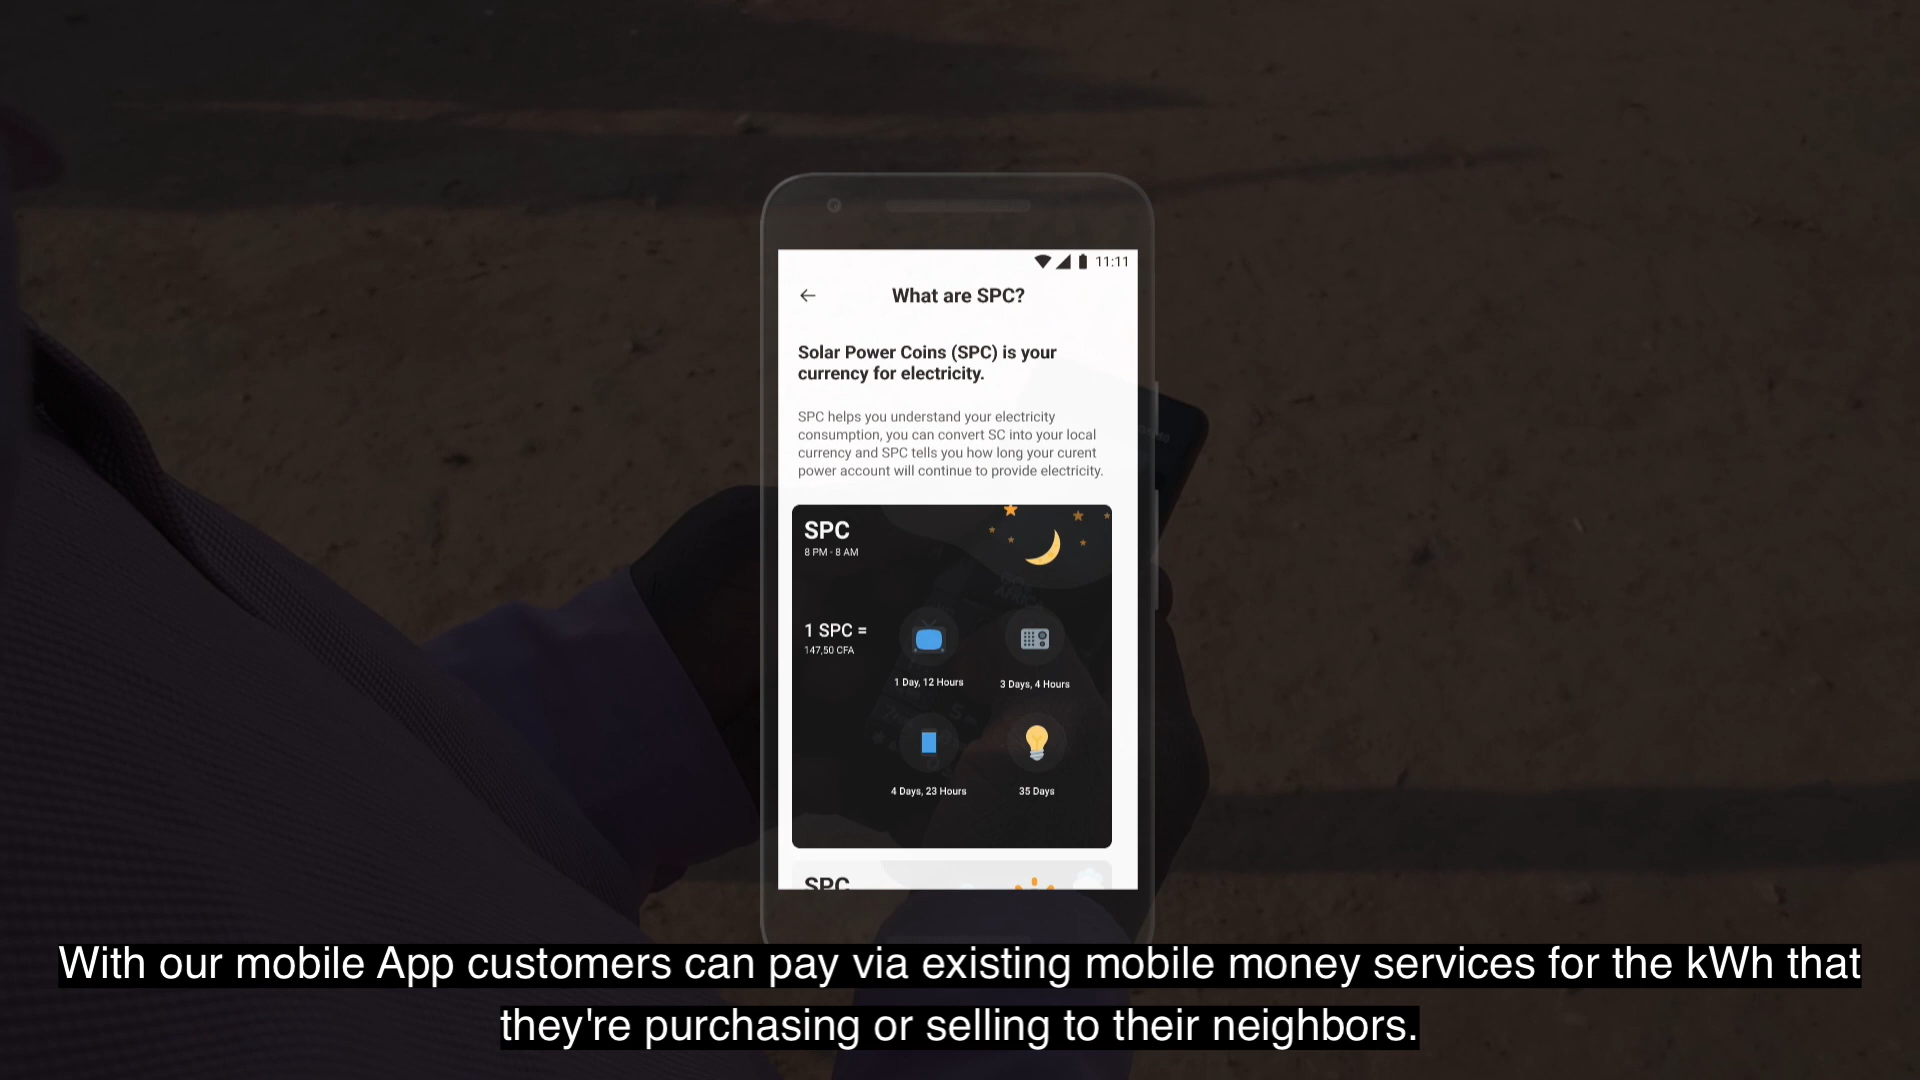 11:11
What are SPC?
Solar Power Coins (SPC) is your
currency for electricity.
SPC helps you understand your electricity
consumption, you can convert SC into your local
currency and SPC tells you how long your curent
power account will continue to provide electricity.
SPC
8 PM - 8 AM
1 SPC =
147,50 CFA
1 Day, 12 Hours
3 Days, 4 Hours
4 Days, 23 Hours
35 Days
SPC
With our mobile App customers can pay via existing mobile money services for the kWh that
they're purchasing or selling to their neighbors.